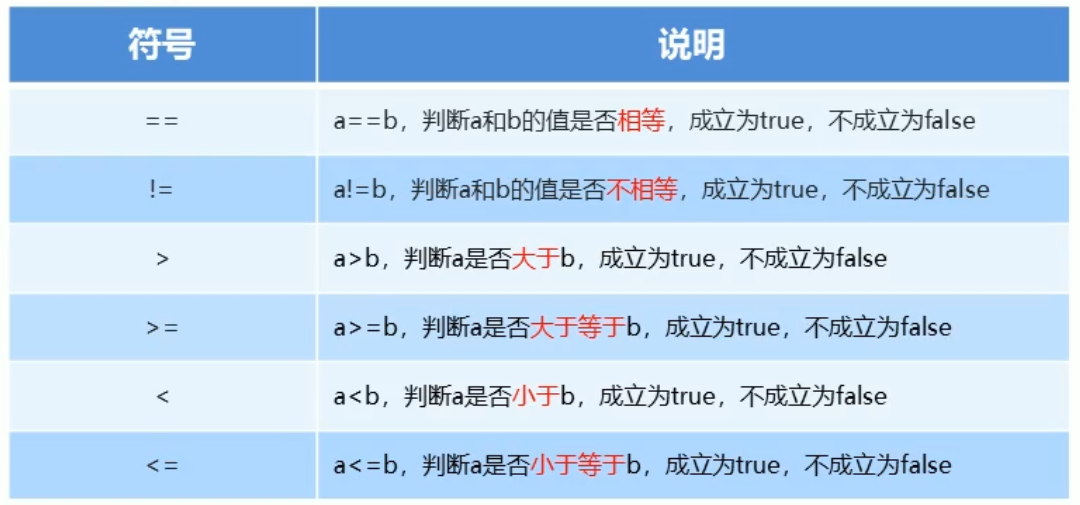 符号 说明
== a==b，判断a和b的值是否相等，成立为true，不成立为false
!= a!=b，判断a和b的值是否不相等，成立为true，不成立为false
> a>b，判断a是否大于b，成立为true，不成立为false
>= a>=b，判断a是否大于等于b，成立为true，不成立为false
< a<b，判断a是否小于b，成立为true，不成立为false
<= a<=b，判断a是否小于等于b，成立为true，不成立为false